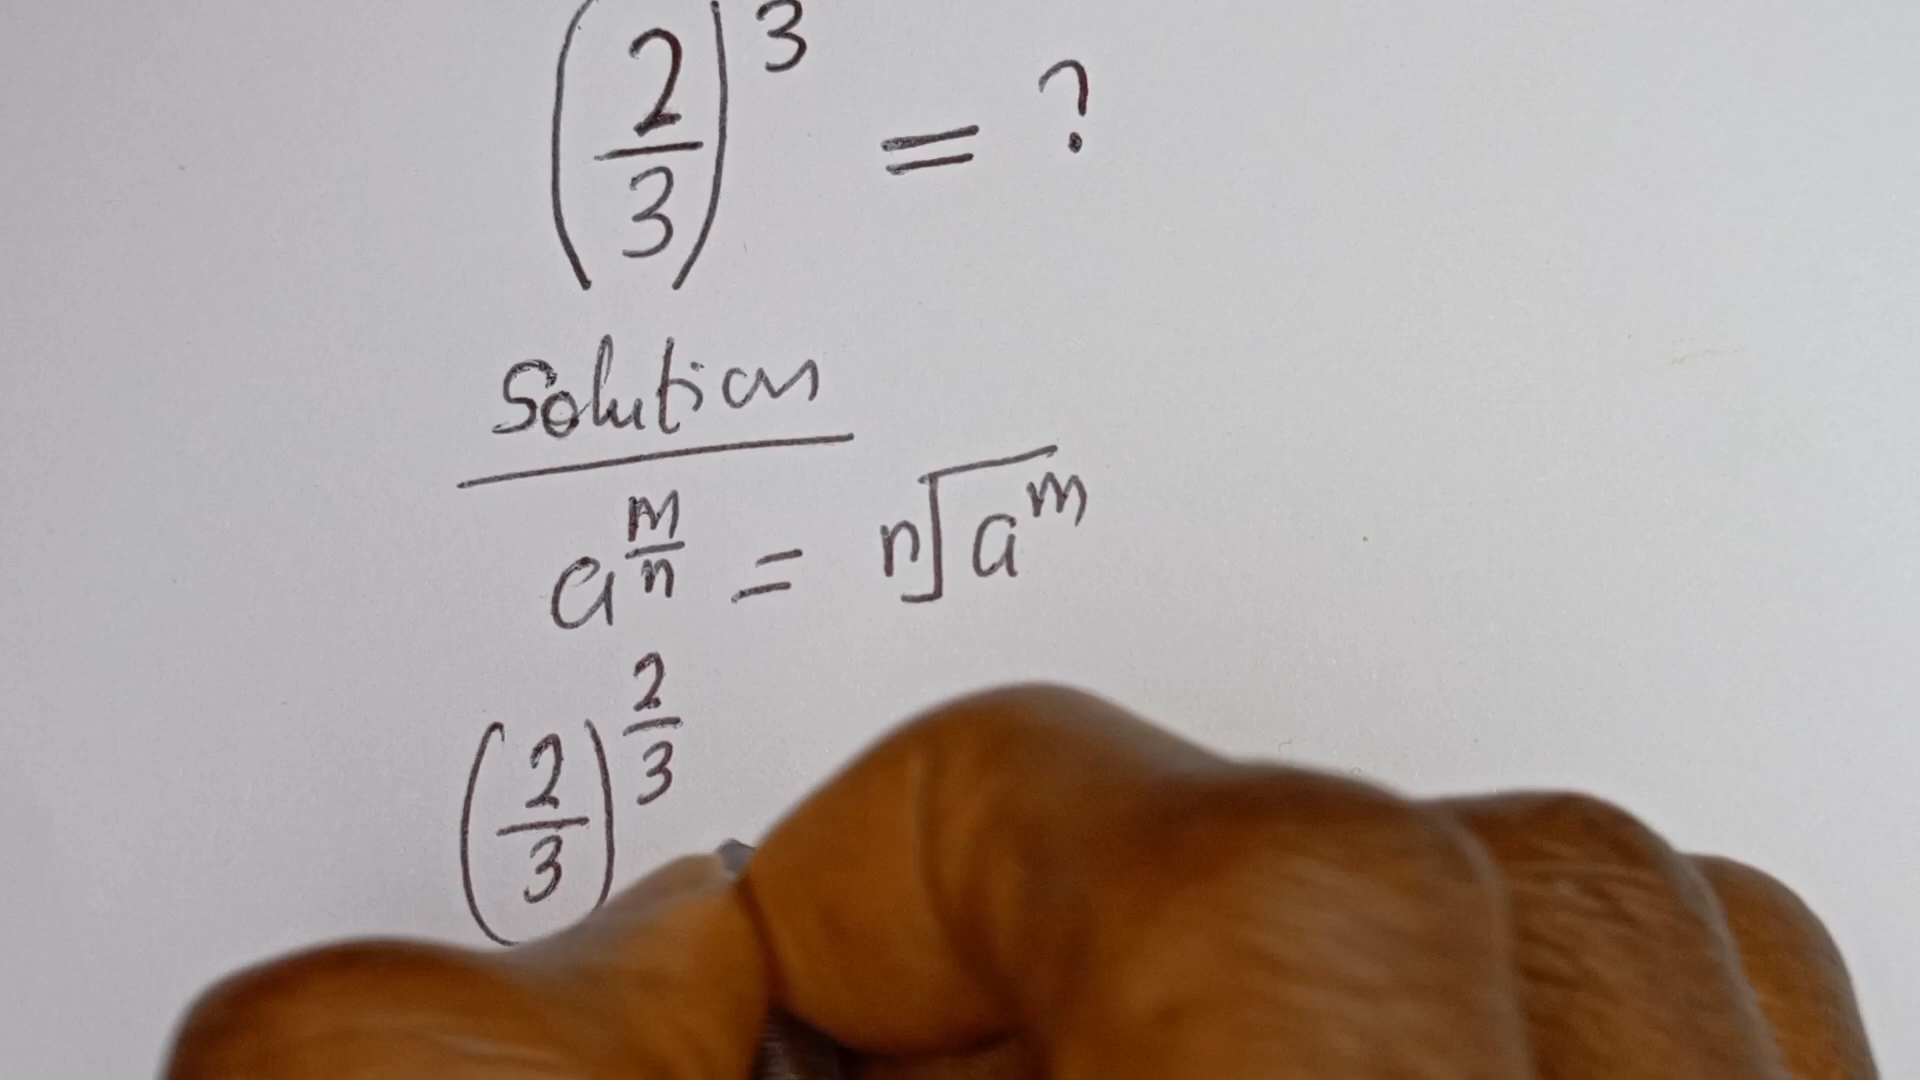 (2/3)^3 = ?
Solution
a^(m/n) = n√a^m
(2/3)^(2/3)